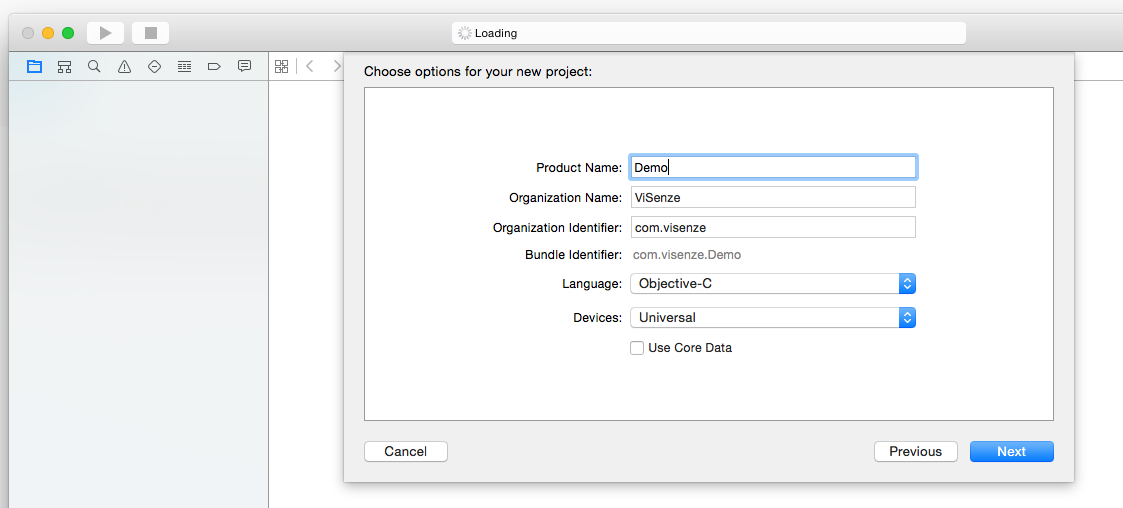 Loading
Choose options for your new project:
Product Name: Demo
Organization Name: ViSenze
Organization Identifier: com.visenze
Bundle Identifier: com.visenze.Demo
Language: Objective-C
Devices: Universal
Use Core Data
Cancel Previous Next